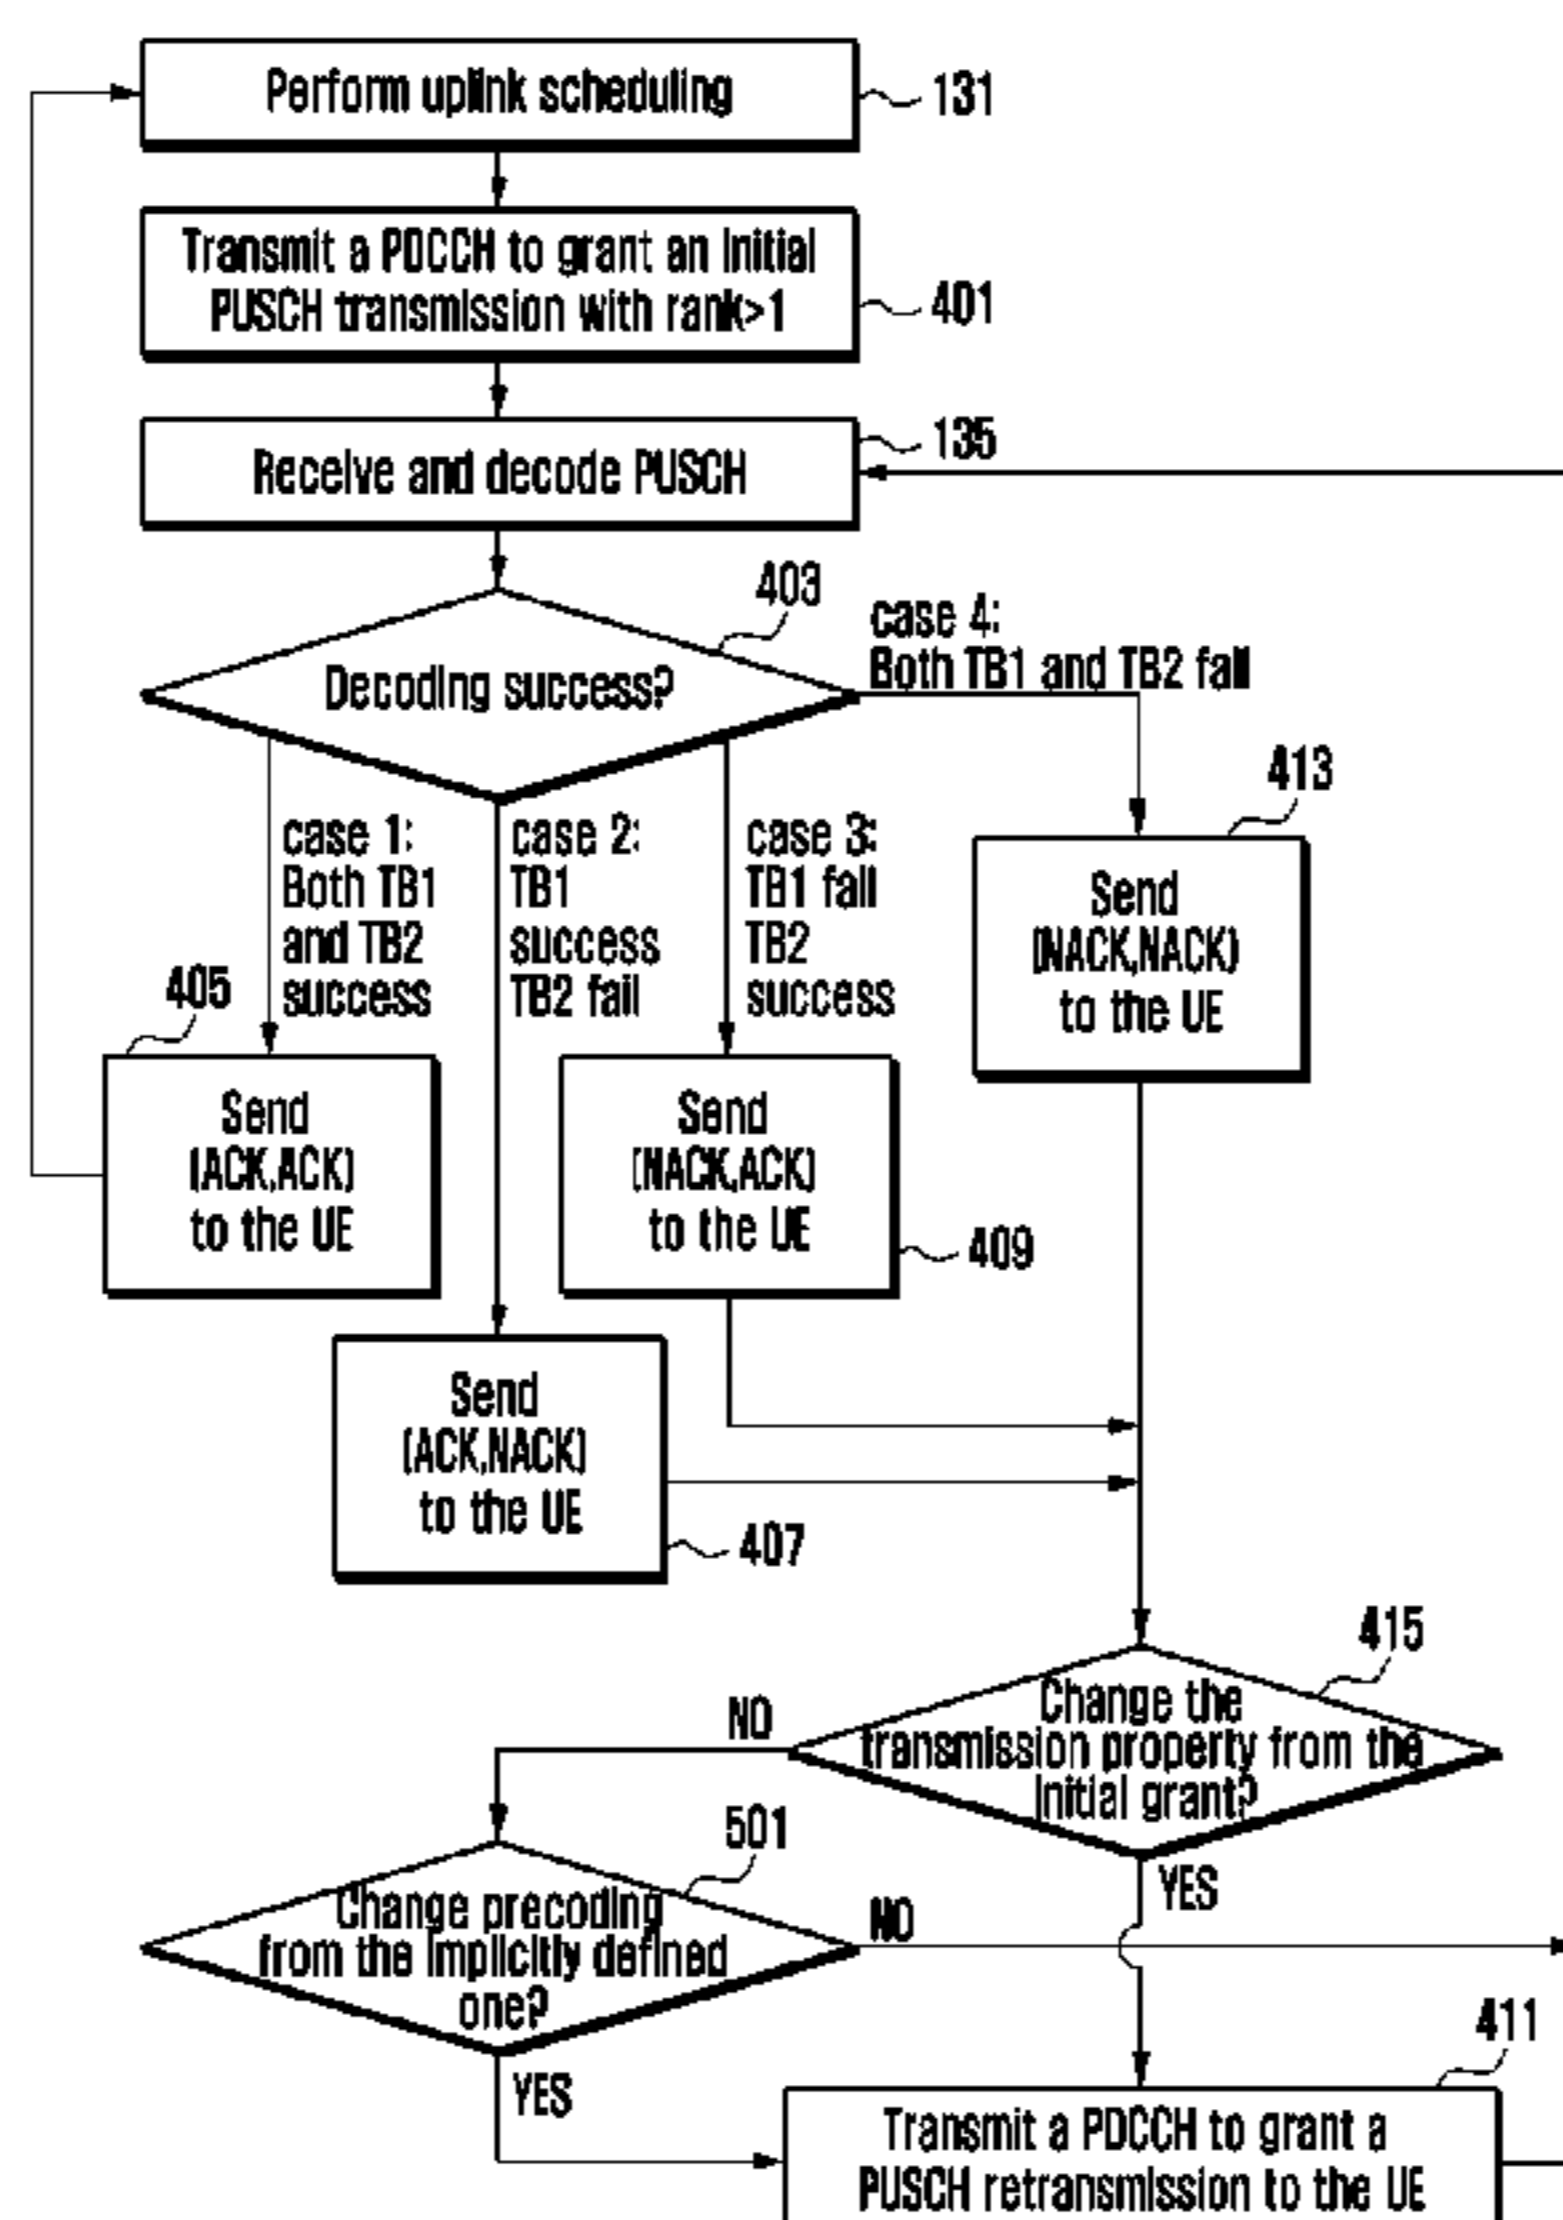 Perform uplink scheduling
131
Transmit a PDCCH to grant an initial
PUSCH transmission with rank>1
401
135
Receive and decode PUSCH
403
case 4:
Both TB1 and TB2 fail
Decoding success?
413
case 1:
Both TB1
and TB2
success
case 2:
TB1
success
TB2 fail
case 3:
TB1 fail
TB2
success
Send
(NACK,NACK)
to the UE
405
Send
(ACK,ACK)
to the UE
Send
(NACK,ACK)
to the UE
409
Send
(ACK,NACK)
to the UE
407
415
Change the
transmission property from the
initial grant?
NO
YES
501
Change precoding
from the implicitly defined
one?
NO
YES
411
Transmit a PDCCH to grant a
PUSCH retransmission to the UE